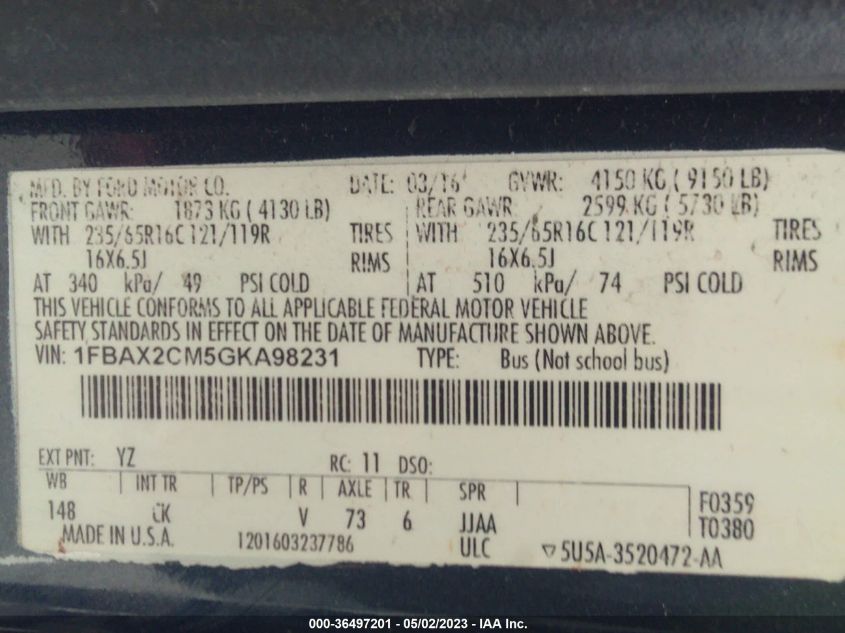 MFD. BY FORD MOTOR CO. DATE: 03/16 GVWR: 4150 KG ( 9150 LB)
FRONT GAWR: 1873 KG ( 4130 LB) REAR GAWR 2599 KG ( 5730 LB)
WITH 235/65R16C 121/119R TIRES WITH 235/65R16C 121/119R TIRES
16X6.5J RIMS 16X6.5J RIMS
AT 340 kPa/ 49 PSI COLD AT 510 kPa/ 74 PSI COLD
THIS VEHICLE CONFORMS TO ALL APPLICABLE FEDERAL MOTOR VEHICLE
SAFETY STANDARDS IN EFFECT ON THE DATE OF MANUFACTURE SHOWN ABOVE.
VIN: 1FBAX2CM5GKA98231 TYPE: Bus (Not school bus)
EXT PNT: YZ RC: 11 DSO:
WB | INT TR | TP/PS | R | AXLE | TR | SPR | F0359
148 CK V 73 6 JJAA T0380
MADE IN U.S.A. 1201603237786 ULC ▽5U5A-3520472-AA
000-36497201 - 05/02/2023 - IAA Inc.